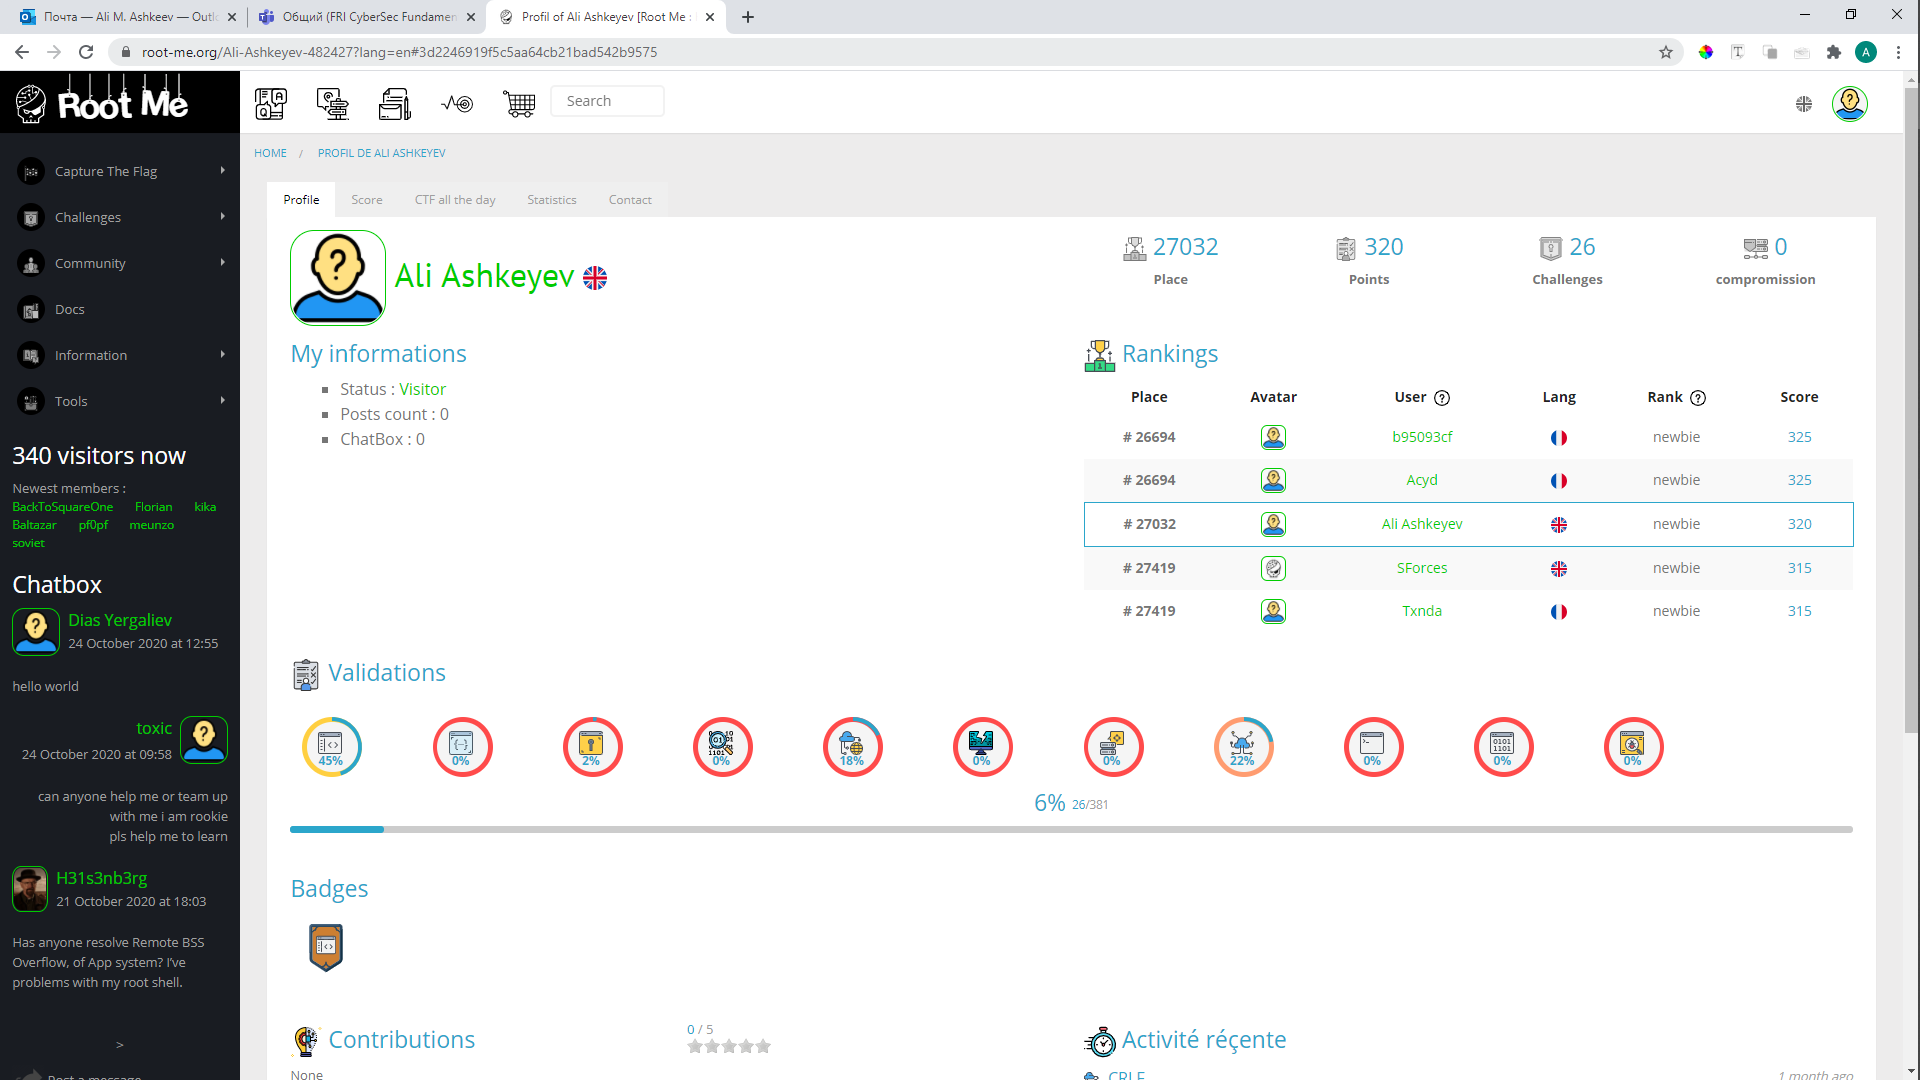 Почта — Ali M. Ashkeev — Outl
Общий (FRI CyberSec Fundamen
Profil of Ali Ashkeyev [Root Me :
root-me.org/Ali-Ashkeyev-482427?lang=en#3d2246919f5c5aa64cb21bad542b9575
A
Root Me
Search
Capture The Flag
Challenges
Community
Docs
Information
Tools
340 visitors now
Newest members :
BackToSquareOne Florian kika
Baltazar pf0pf meunzo
soviet
Chatbox
Dias Yergaliev
24 October 2020 at 12:55
hello world
toxic
24 October 2020 at 09:58
can anyone help me or team up
with me i am rookie
pls help me to learn
H31s3nb3rg
21 October 2020 at 18:03
Has anyone resolve Remote BSS
Overflow, of App system? I've
problems with my root shell.
>
Post a message
HOME / PROFIL DE ALI ASHKEYEV
Profile Score CTF all the day Statistics Contact
Ali Ashkeyev
27032 320 26 0
Place Points Challenges compromission
My informations
Status : Visitor
Posts count : 0
ChatBox : 0
Rankings
Place Avatar User ? Lang Rank ? Score
# 26694 b95093cf newbie 325
# 26694 Acyd newbie 325
# 27032 Ali Ashkeyev newbie 320
# 27419 SForces newbie 315
# 27419 Txnda newbie 315
Validations
45% 0% 2% 0% 18% 0% 0% 22% 0% 0% 0%
6% 26/381
Badges
Contributions
0 / 5
None
Activité réçente
CRLF
1 month ago